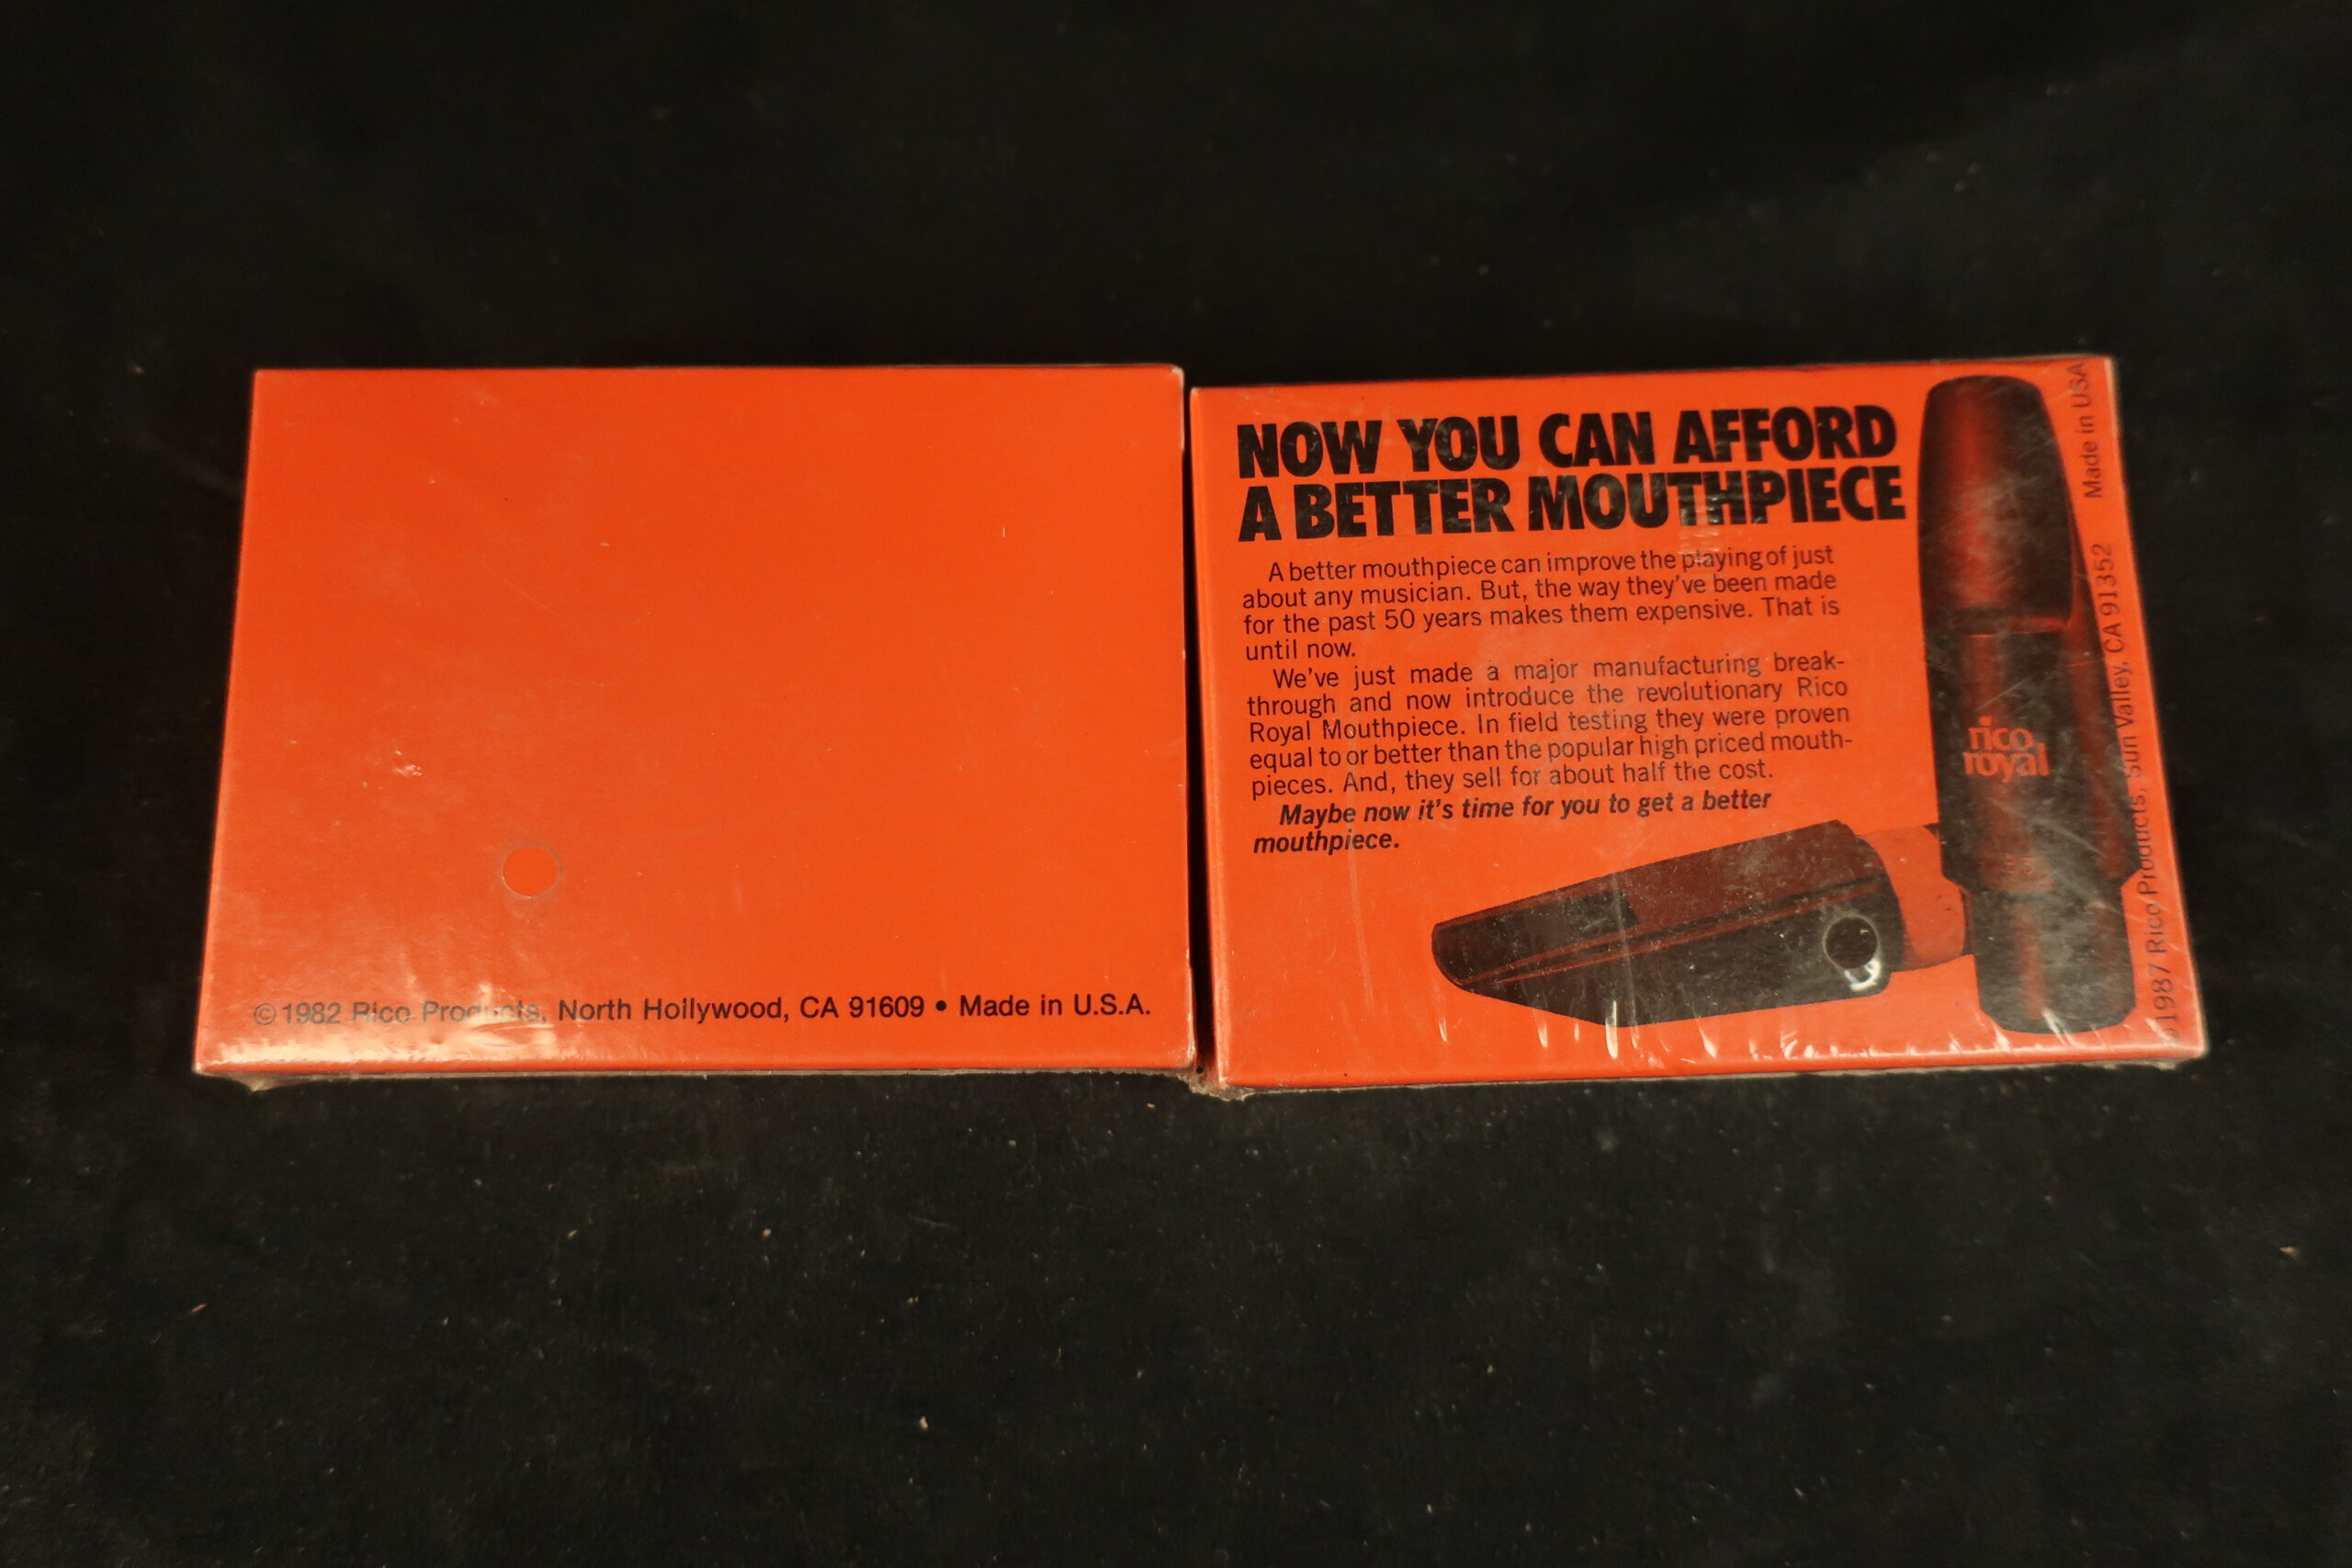 ©1982 Rico Products, North Hollywood, CA 91609 • Made in U.S.A.
NOW YOU CAN AFFORD
A BETTER MOUTHPIECE
A better mouthpiece can improve the playing of just
about any musician. But, the way they've been made
for the past 50 years makes them expensive. That is
until now.
We've just made a major manufacturing break-
through and now introduce the revolutionary Rico
Royal Mouthpiece. In field testing they were proven
equal to or better than the popular high priced mouth-
pieces. And, they sell for about half the cost.
Maybe now it's time for you to get a better
mouthpiece.
rico
royal
©1987 Rico Products, Sun Valley, CA 91352 Made in USA